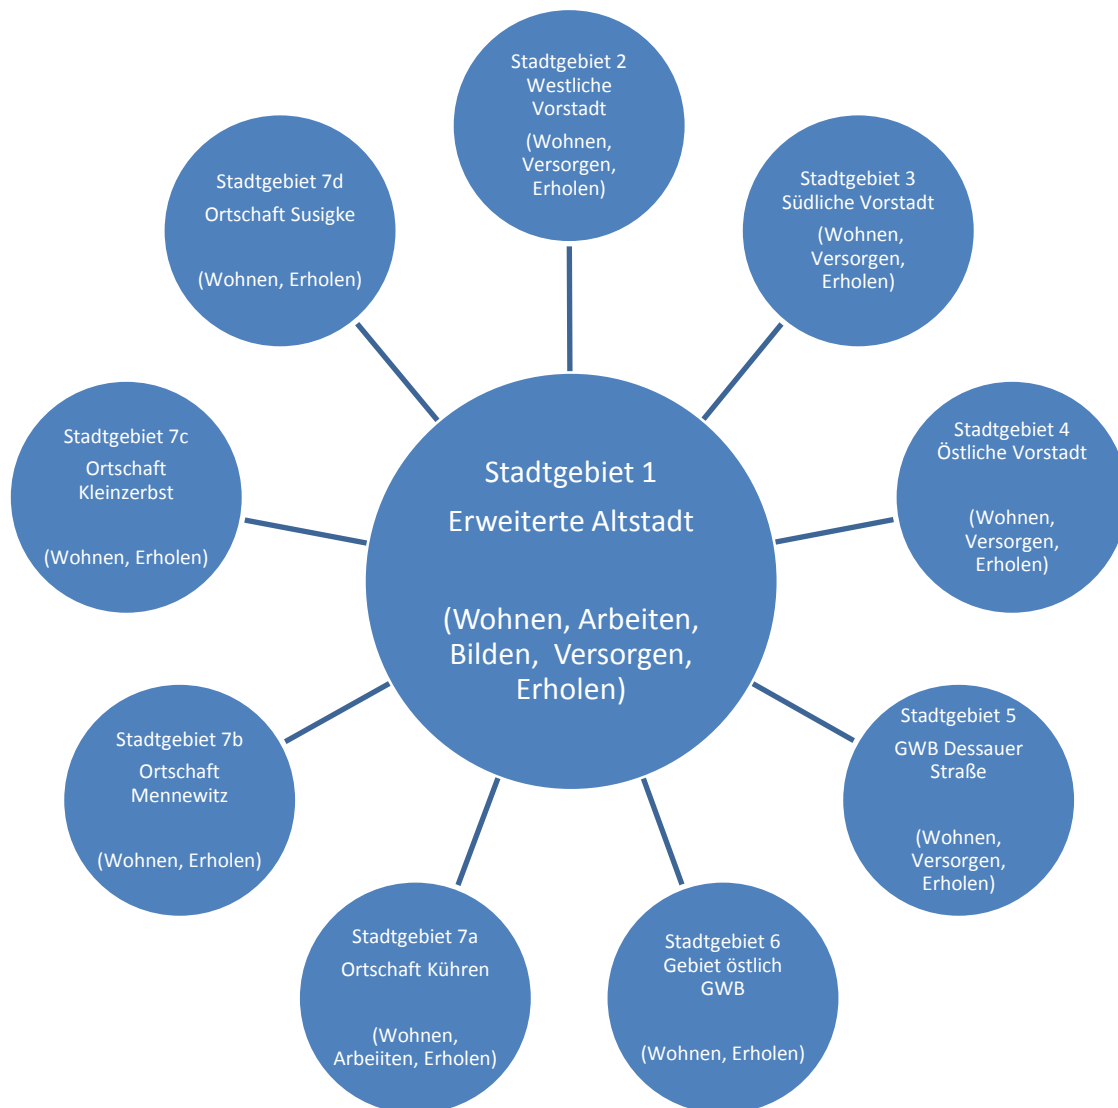 Stadtgebiet 2
Westliche
Vorstadt
(Wohnen,
Versorgen,
Erholen)
Stadtgebiet 3
Südliche Vorstadt
(Wohnen,
Versorgen,
Erholen)
Stadtgebiet 4
Östliche Vorstadt
(Wohnen,
Versorgen,
Erholen)
Stadtgebiet 5
GWB Dessauer
Straße
(Wohnen,
Versorgen,
Erholen)
Stadtgebiet 6
Gebiet östlich
GWB
(Wohnen, Erholen)
Stadtgebiet 7a
Ortschaft Kühren
(Wohnen,
Arbeiiten, Erholen)
Stadtgebiet 7b
Ortschaft
Mennewitz
(Wohnen, Erholen)
Stadtgebiet 7c
Ortschaft
Kleinzerbst
(Wohnen, Erholen)
Stadtgebiet 7d
Ortschaft Susigke
(Wohnen, Erholen)
Stadtgebiet 1
Erweiterte Altstadt
(Wohnen, Arbeiten,
Bilden, Versorgen,
Erholen)